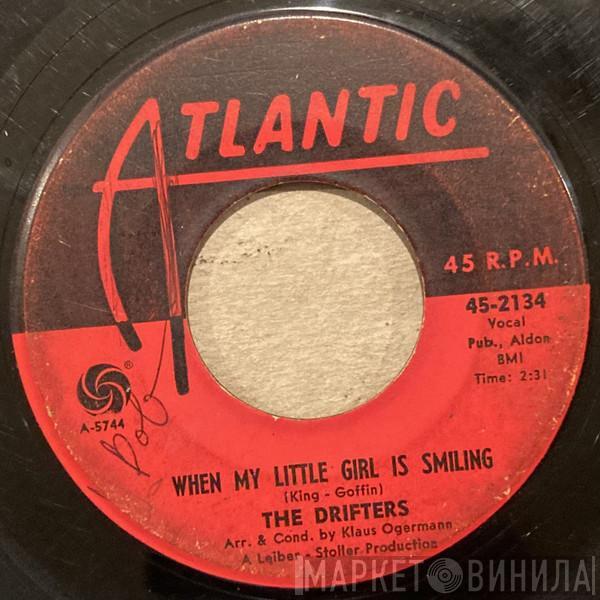 ATLANTIC
45 R.P.M.
45-2134
Vocal
Pub., Aldon
BMI
Time: 2:31
®
A-5744
Bob
WHEN MY LITTLE GIRL IS SMILING
(King - Goffin)
THE DRIFTERS
Arr. & Cond. by Klaus Ogermann
A Leiber - Stoller Production
МАРКЕТ ВИНИЛА